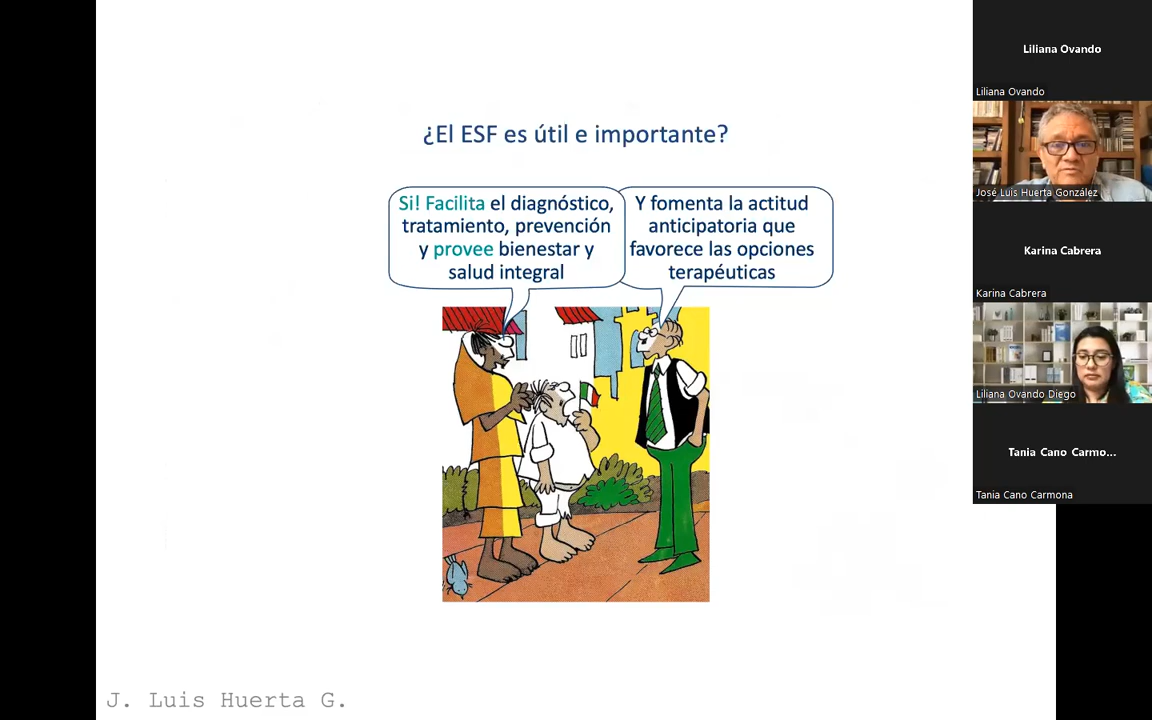 ¿El ESF es útil e importante?
Si! Facilita el diagnóstico,
tratamiento, prevención
y provee bienestar y
salud integral
Y fomenta la actitud
anticipatoria que
favorece las opciones
terapéuticas
J. Luis Huerta G.
Liliana Ovando
Liliana Ovando
José Luis Huerta González
Karina Cabrera
Karina Cabrera
Liliana Ovando Diego
Tania Cano Carmo...
Tania Cano Carmona